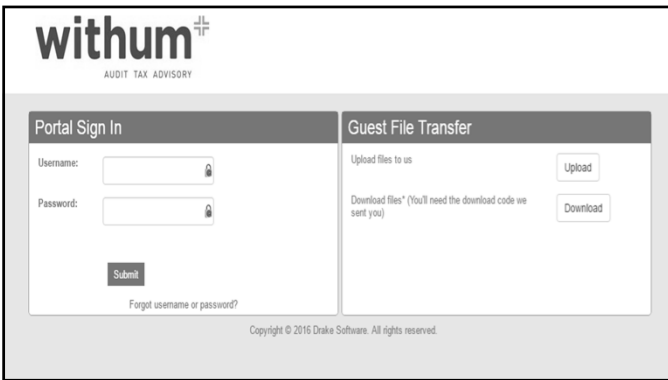 withum+
AUDIT TAX ADVISORY
Portal Sign In
Username:
Password:
Submit
Forgot username or password?
Guest File Transfer
Upload files to us
Upload
Download files* (You'll need the download code we
sent you)
Download
Copyright © 2016 Drake Software. All rights reserved.